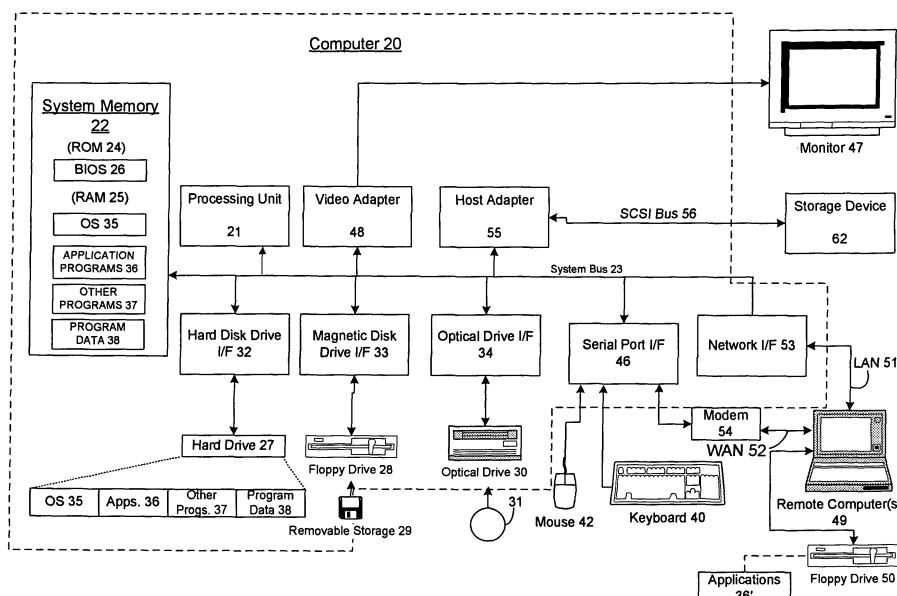 Computer 20
System Memory
22
(ROM 24)
BIOS 26
(RAM 25)
OS 35
APPLICATION
PROGRAMS 36
OTHER
PROGRAMS 37
PROGRAM
DATA 38
Processing Unit
21
Video Adapter
48
Host Adapter
55
SCSI Bus 56
Monitor 47
Storage Device
62
System Bus 23
Hard Disk Drive
I/F 32
Magnetic Disk
Drive I/F 33
Optical Drive I/F
34
Serial Port I/F
46
Network I/F 53
LAN 51
Modem
54
WAN 52
Hard Drive 27
Floppy Drive 28
Optical Drive 30
OS 35
Apps. 36
Other
Progs. 37
Program
Data 38
Removable Storage 29
31
Mouse 42
Keyboard 40
Remote Computer(s
49
Floppy Drive 50
Applications
36'